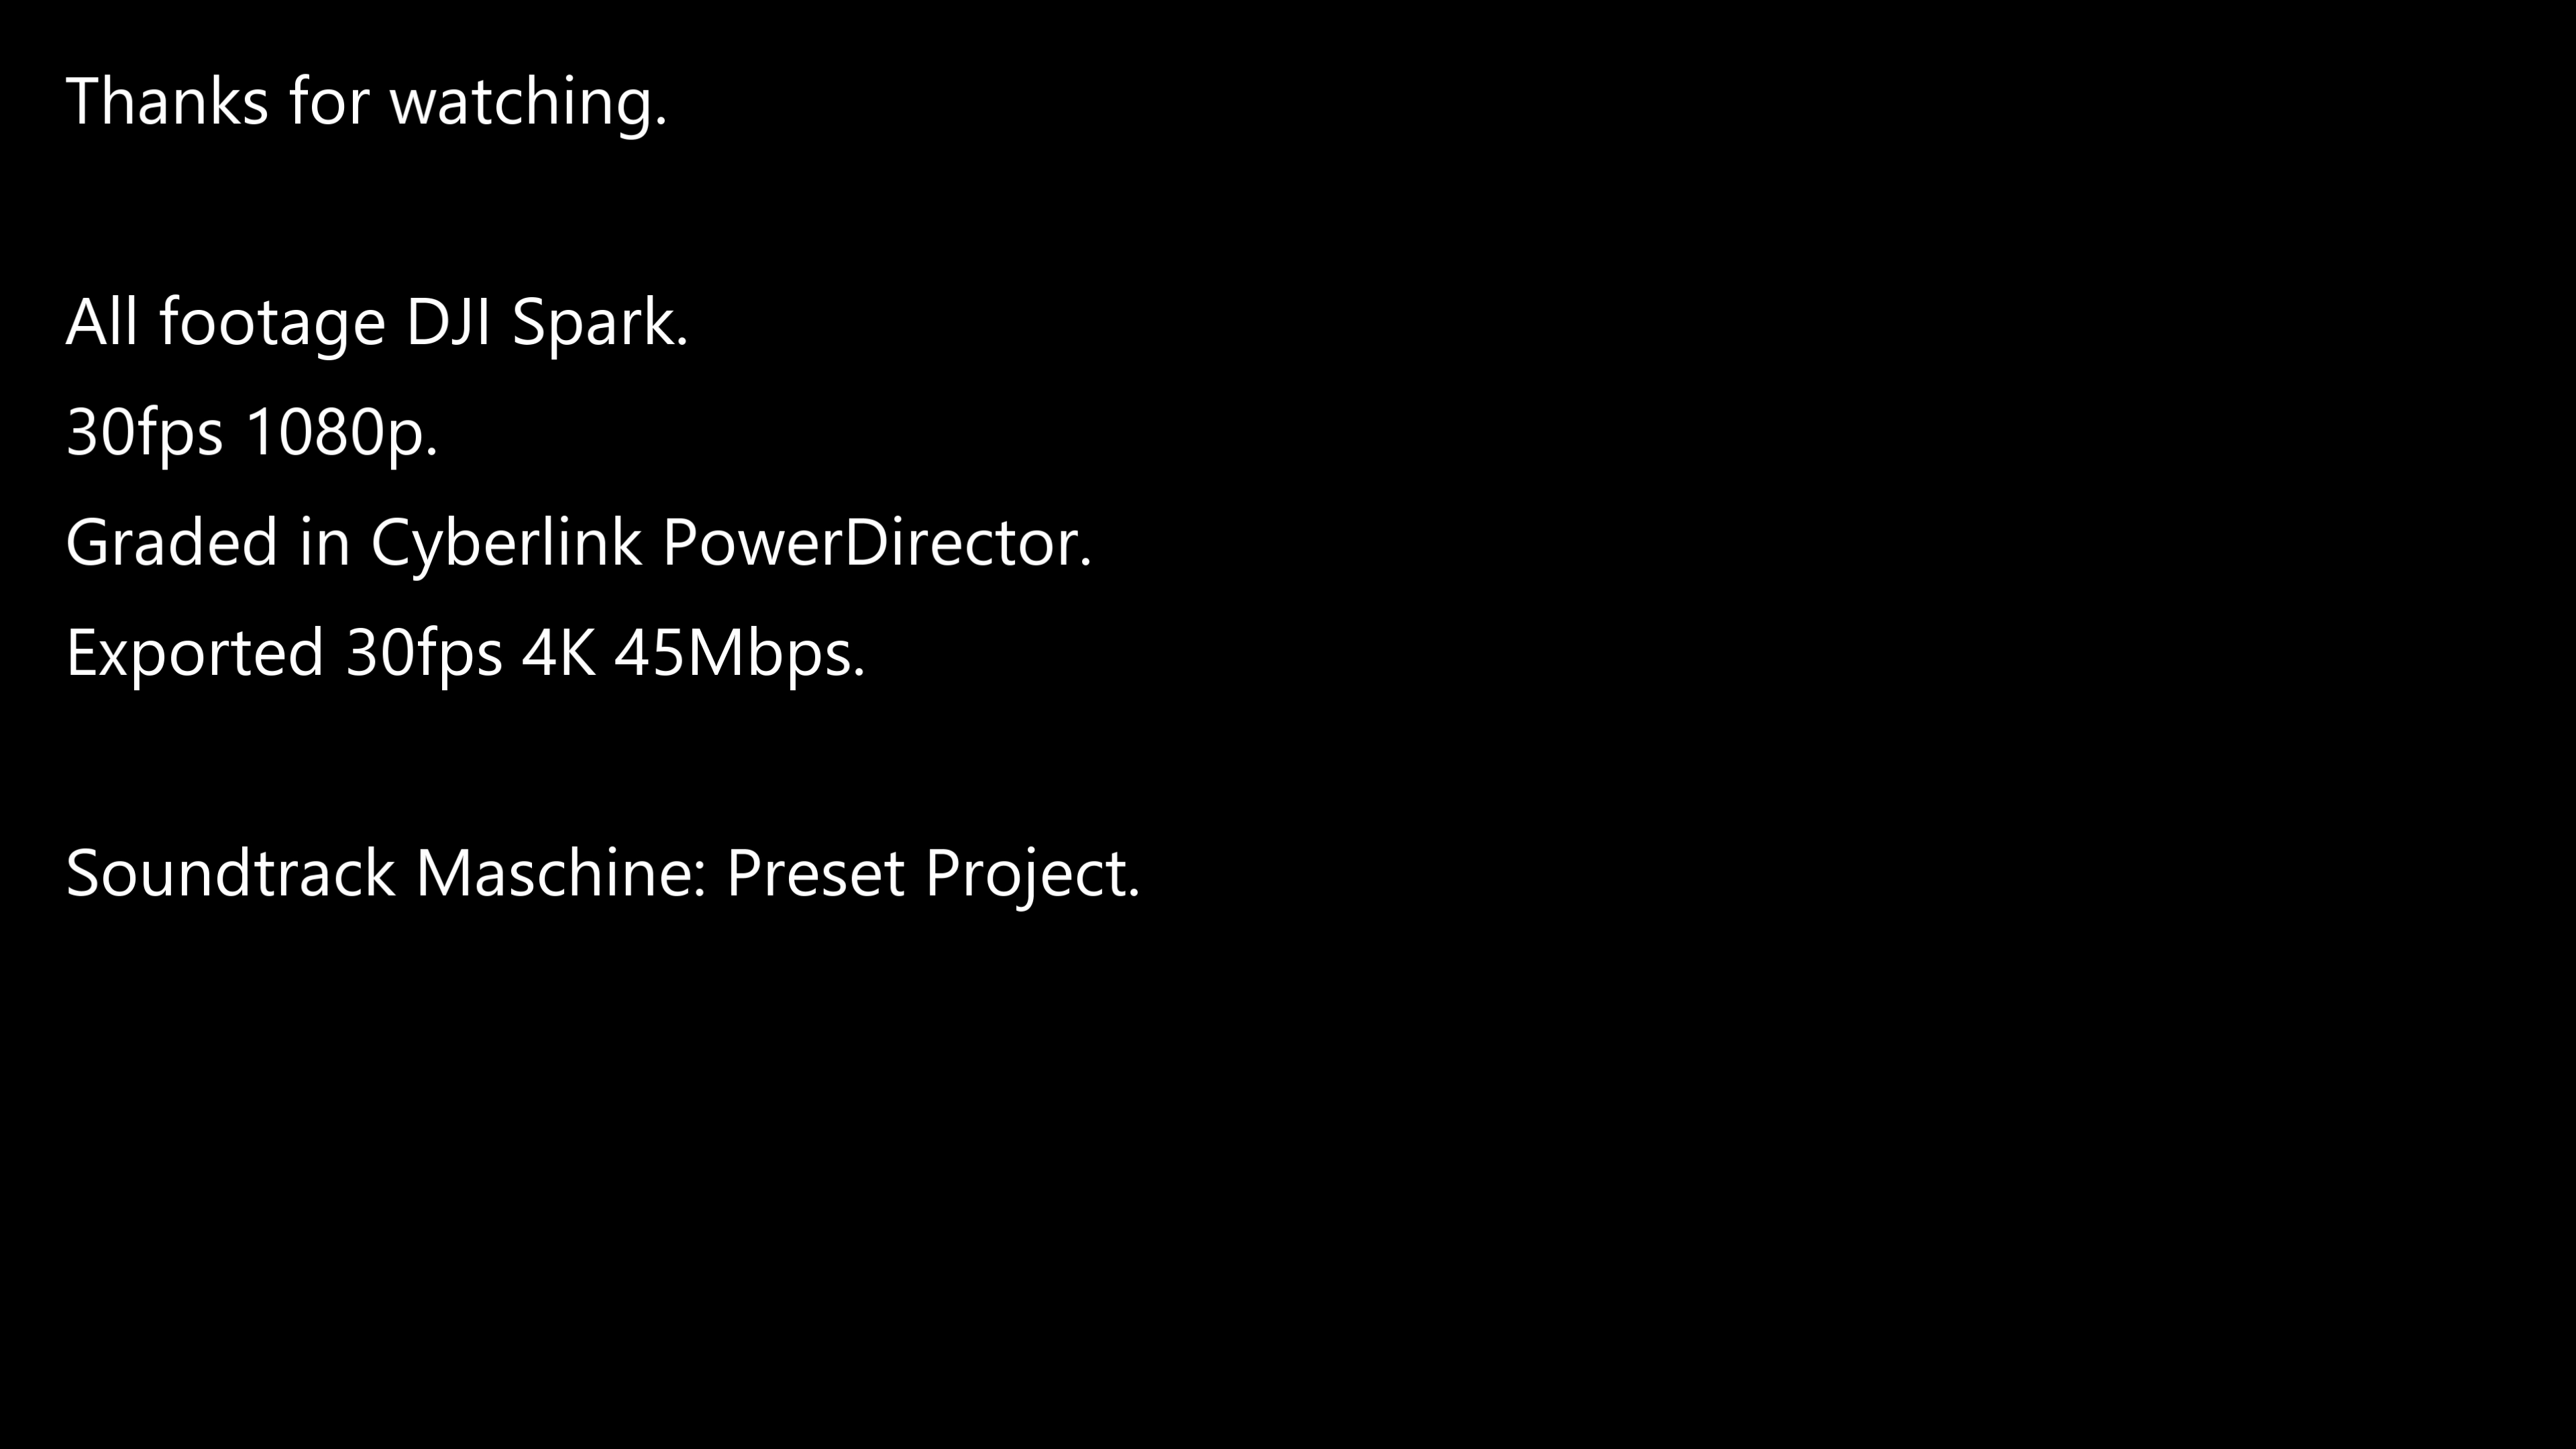 Thanks for watching.
All footage DJI Spark.
30fps 1080p.
Graded in Cyberlink PowerDirector.
Exported 30fps 4K 45Mbps.
Soundtrack Maschine: Preset Project.